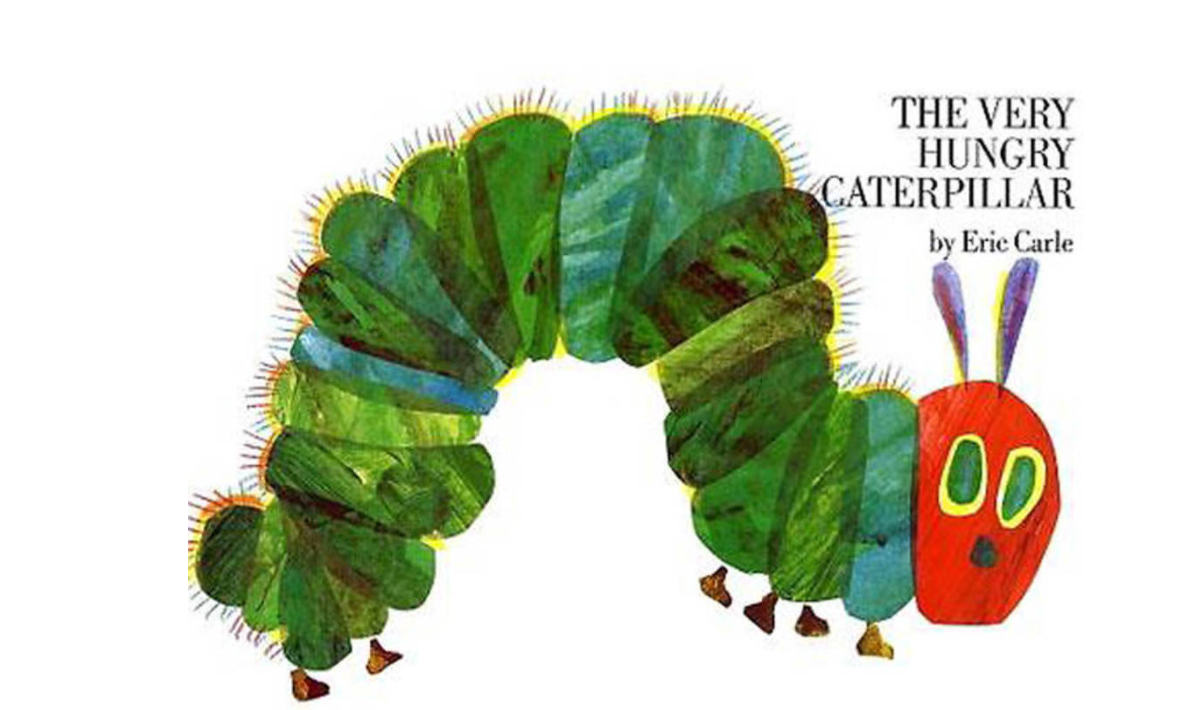 THE VERY
HUNGRY
CATERPILLAR
by Eric Carle